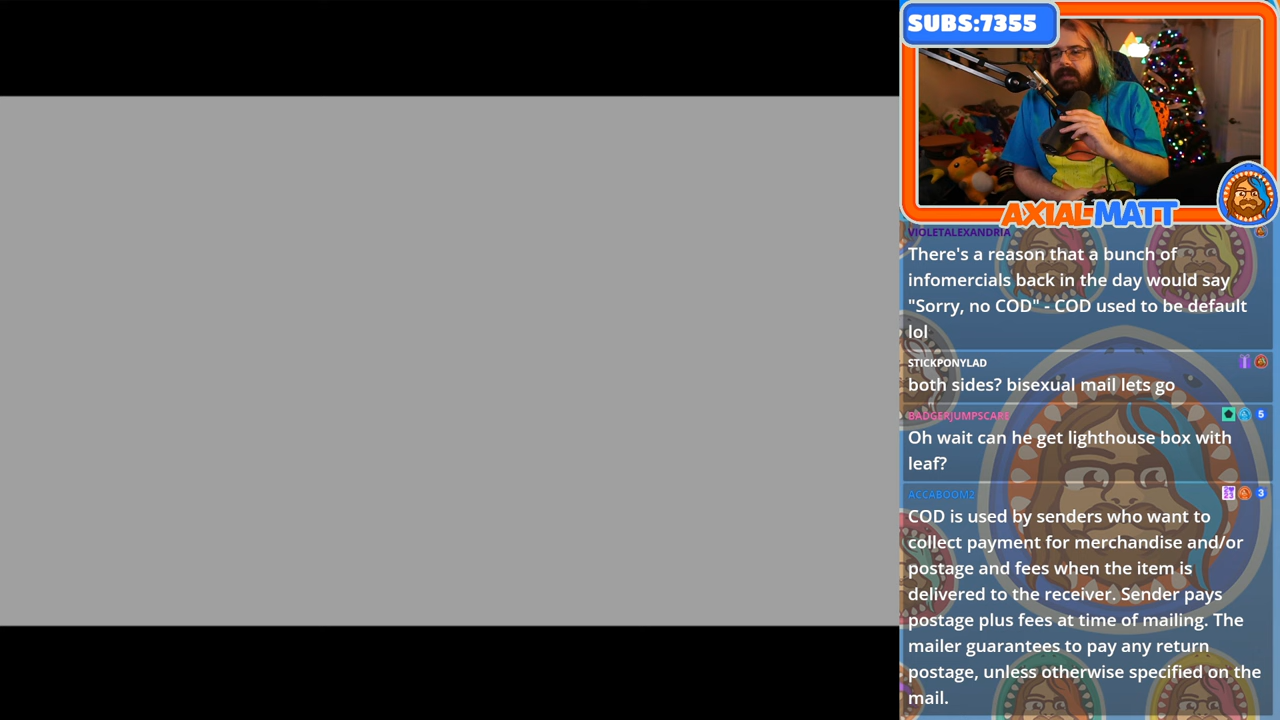 SUBS:7355
AXIALMATT
VIOLETALEXANDRIA
There's a reason that a bunch of
infomercials back in the day would say
"Sorry, no COD" - COD used to be default
lol
STICKPONYLAD
both sides? bisexual mail lets go
BADGERJUMPSCARE
5
Oh wait can he get lighthouse box with
leaf?
ACCABOOM2
3
COD is used by senders who want to
collect payment for merchandise and/or
postage and fees when the item is
delivered to the receiver. Sender pays
postage plus fees at time of mailing. The
mailer guarantees to pay any return
postage, unless otherwise specified on the
mail.